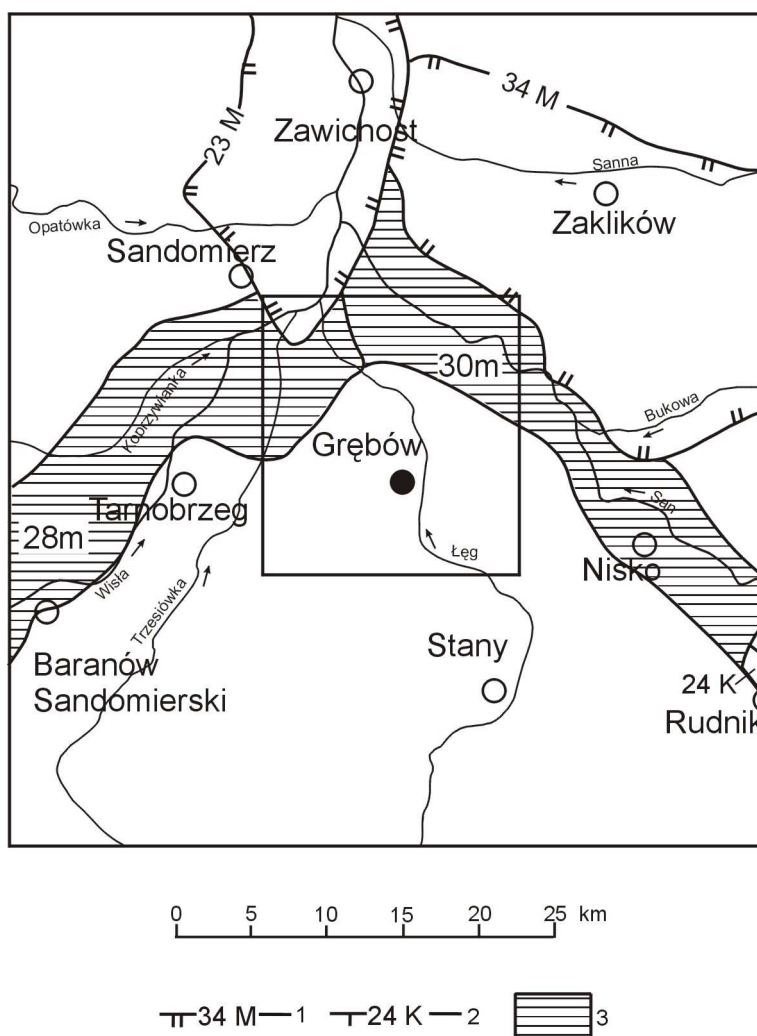 34 M
23 M
Zawichost
Sanna
Zaklików
Opatówka
Sandomierz
30m
Koprzywianka
Bukowa
Grębów
Tarnobrzeg
San
28m
Łęg
Nisko
Wisła
Trzesiówka
Baranów
Sandomierski
Stany
24 K
Rudnik
0 5 10 15 20 25 km
34 M 1 24 K 2 3